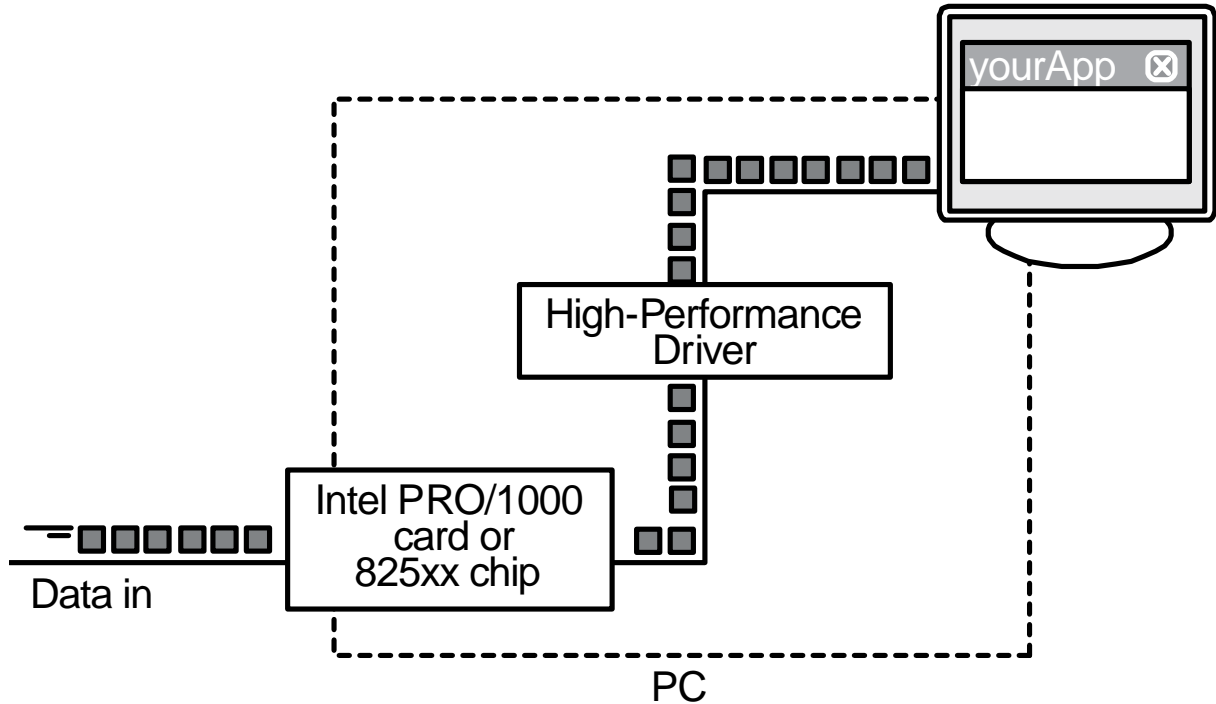 yourApp
High-Performance
Driver
Intel PRO/1000
card or
825xx chip
Data in
PC